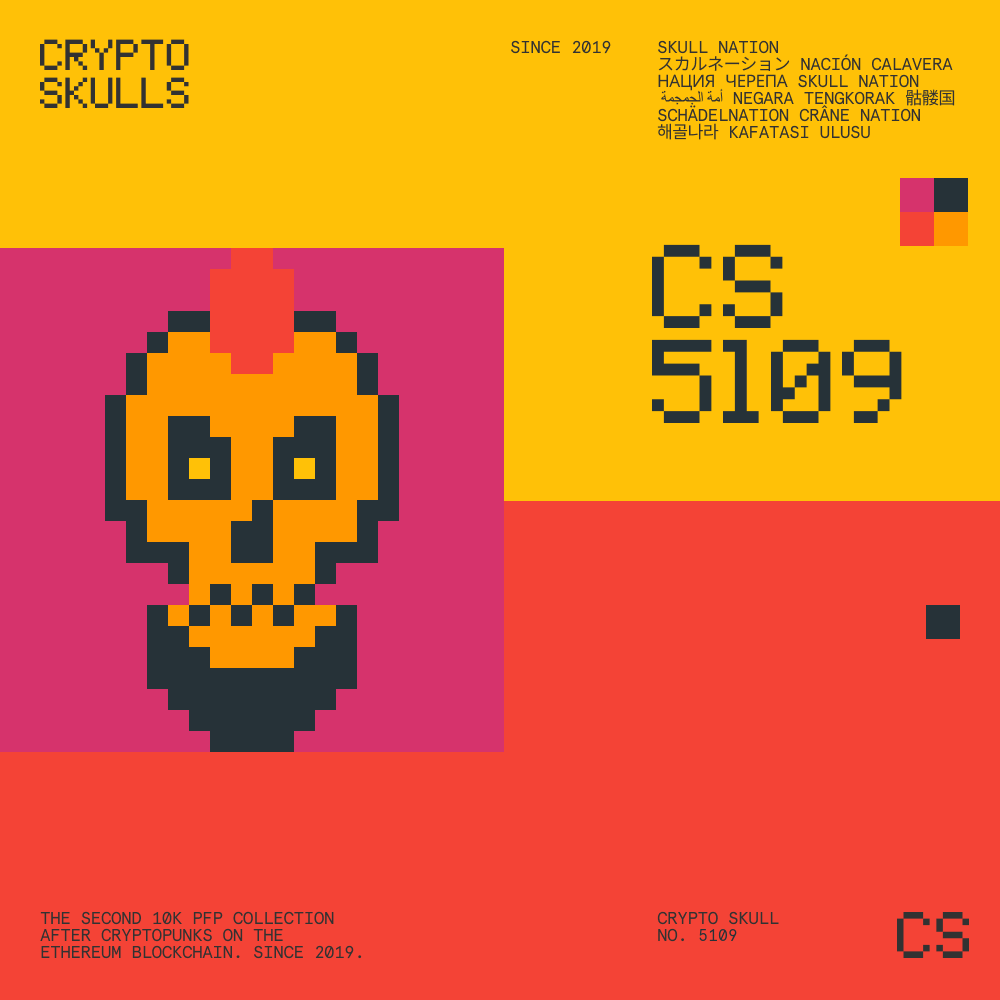 CRYPTO
SKULLS
SINCE 2019
SKULL NATION
スカルネーション NACIÓN CALAVERA
НАЦИЯ ЧЕРЕПА SKULL NATION
أمة الجمجمة NEGARA TENGKORAK 骷髅国
SCHÄDELNATION CRÂNE NATION
해골나라 KAFATASI ULUSU
CS
5109
THE SECOND 10K PFP COLLECTION
AFTER CRYPTOPUNKS ON THE
ETHEREUM BLOCKCHAIN. SINCE 2019.
CRYPTO SKULL
NO. 5109
CS